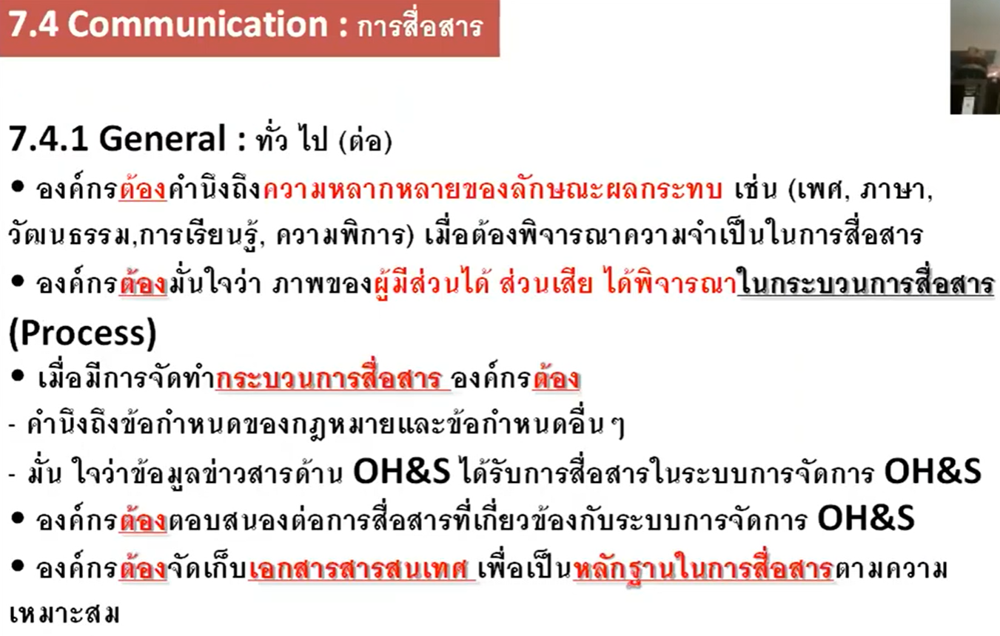 7.4 Communication : การสื่อสาร
7.4.1 General : ทั่ว ไป (ต่อ)
• องค์กรต้องคำนึงถึงความหลากหลายของลักษณะผลกระทบ เช่น (เพศ, ภาษา,
วัฒนธรรม,การเรียนรู้, ความพิการ) เมื่อต้องพิจารณาความจำเป็นในการสื่อสาร
• องค์กรต้องมั่นใจว่า ภาพของผู้มีส่วนได้ ส่วนเสีย ได้พิจารณาในกระบวนการสื่อสาร
(Process)
• เมื่อมีการจัดทำกระบวนการสื่อสาร องค์กรต้อง
- คำนึงถึงข้อกำหนดของกฎหมายและข้อกำหนดอื่น ๆ
- มั่น ใจว่าข้อมูลข่าวสารด้าน OH&S ได้รับการสื่อสารในระบบการจัดการ OH&S
• องค์กรต้องตอบสนองต่อการสื่อสารที่เกี่ยวข้องกับระบบการจัดการ OH&S
• องค์กรต้องจัดเก็บเอกสารสารสนเทศ เพื่อเป็นหลักฐานในการสื่อสารตามความ
เหมาะสม